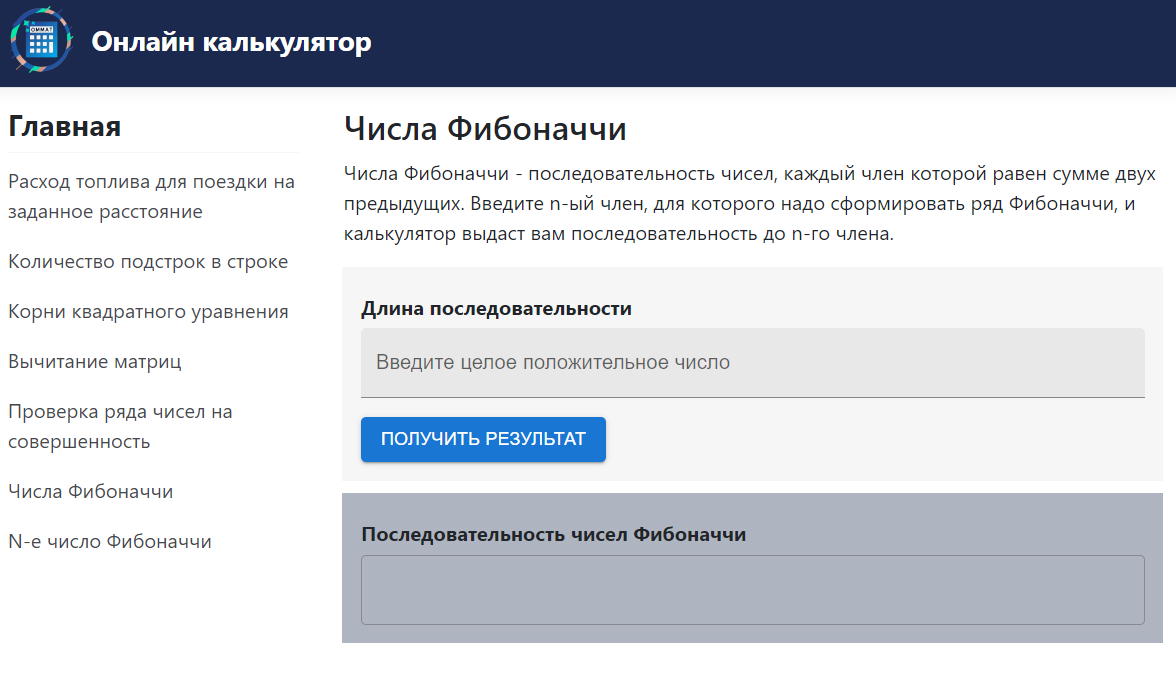 ОММАТ
Онлайн калькулятор
Главная
Расход топлива для поездки на
заданное расстояние
Количество подстрок в строке
Корни квадратного уравнения
Вычитание матриц
Проверка ряда чисел на
совершенность
Числа Фибоначчи
N-е число Фибоначчи
Числа Фибоначчи
Числа Фибоначчи - последовательность чисел, каждый член которой равен сумме двух
предыдущих. Введите n-ый член, для которого надо сформировать ряд Фибоначчи, и
калькулятор выдаст вам последовательность до n-го члена.
Длина последовательности
Введите целое положительное число
ПОЛУЧИТЬ РЕЗУЛЬТАТ
Последовательность чисел Фибоначчи